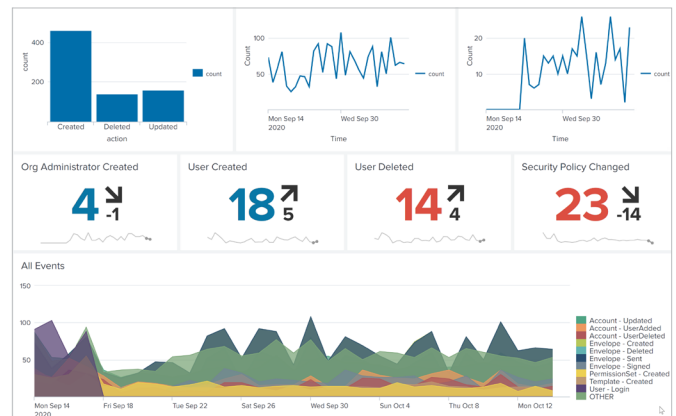 400
200
count
Created
Deleted
Updated
action
count
100
50
count
Mon Sep 14
2020
Wed Sep 30
Time
count
20
10
count
Mon Sep 14
2020
Wed Sep 30
Time
count
Org Administrator Created
4
-1
User Created
18
5
User Deleted
14
4
Security Policy Changed
23
-14
All Events
150
100
50
Mon Sep 14
2020
Fri Sep 18
Tue Sep 22
Sat Sep 26
Wed Sep 30
Sun Oct 4
Thu Oct 8
Mon Oct 12
Account - Updated
Account - UserAdded
Account - UserDeleted
Envelope - Created
Envelope - Deleted
Envelope - Sent
Envelope - Signed
PermissionSet - Created
Template - Created
User - Login
OTHER